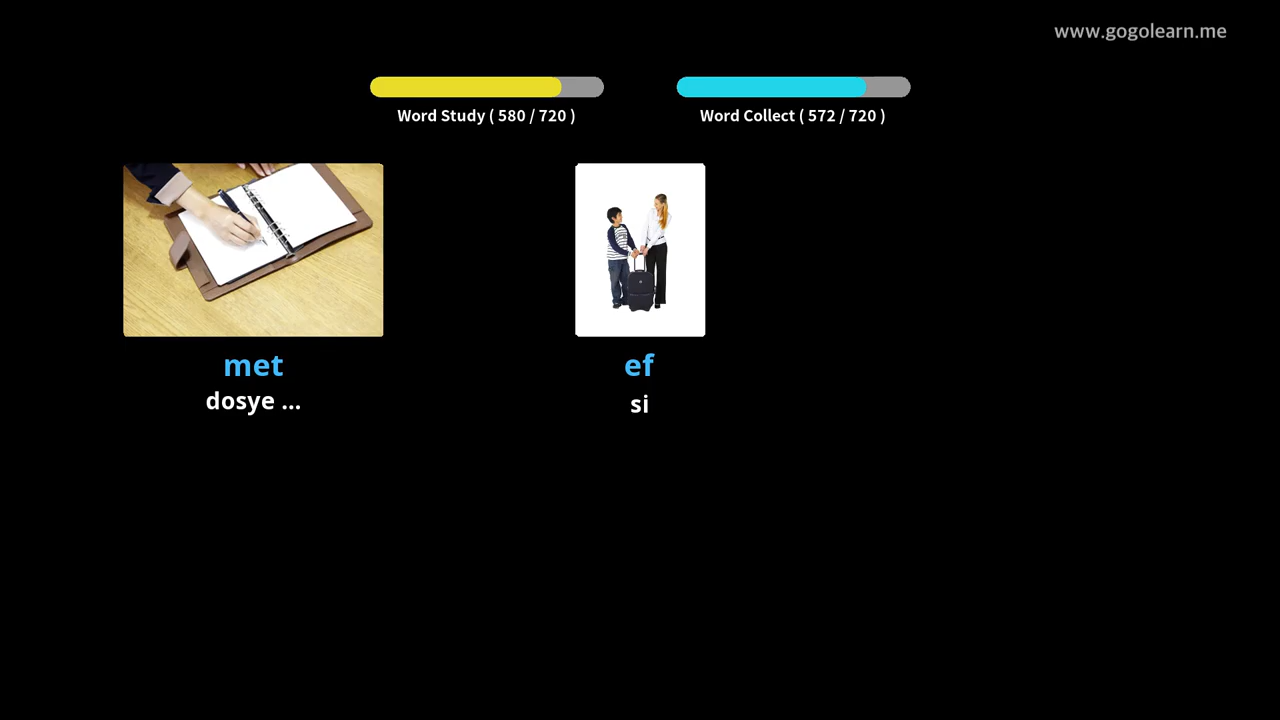 www.gogolearn.me
Word Study ( 580 / 720 )
Word Collect ( 572 / 720 )
met
dosye ...
ef
si